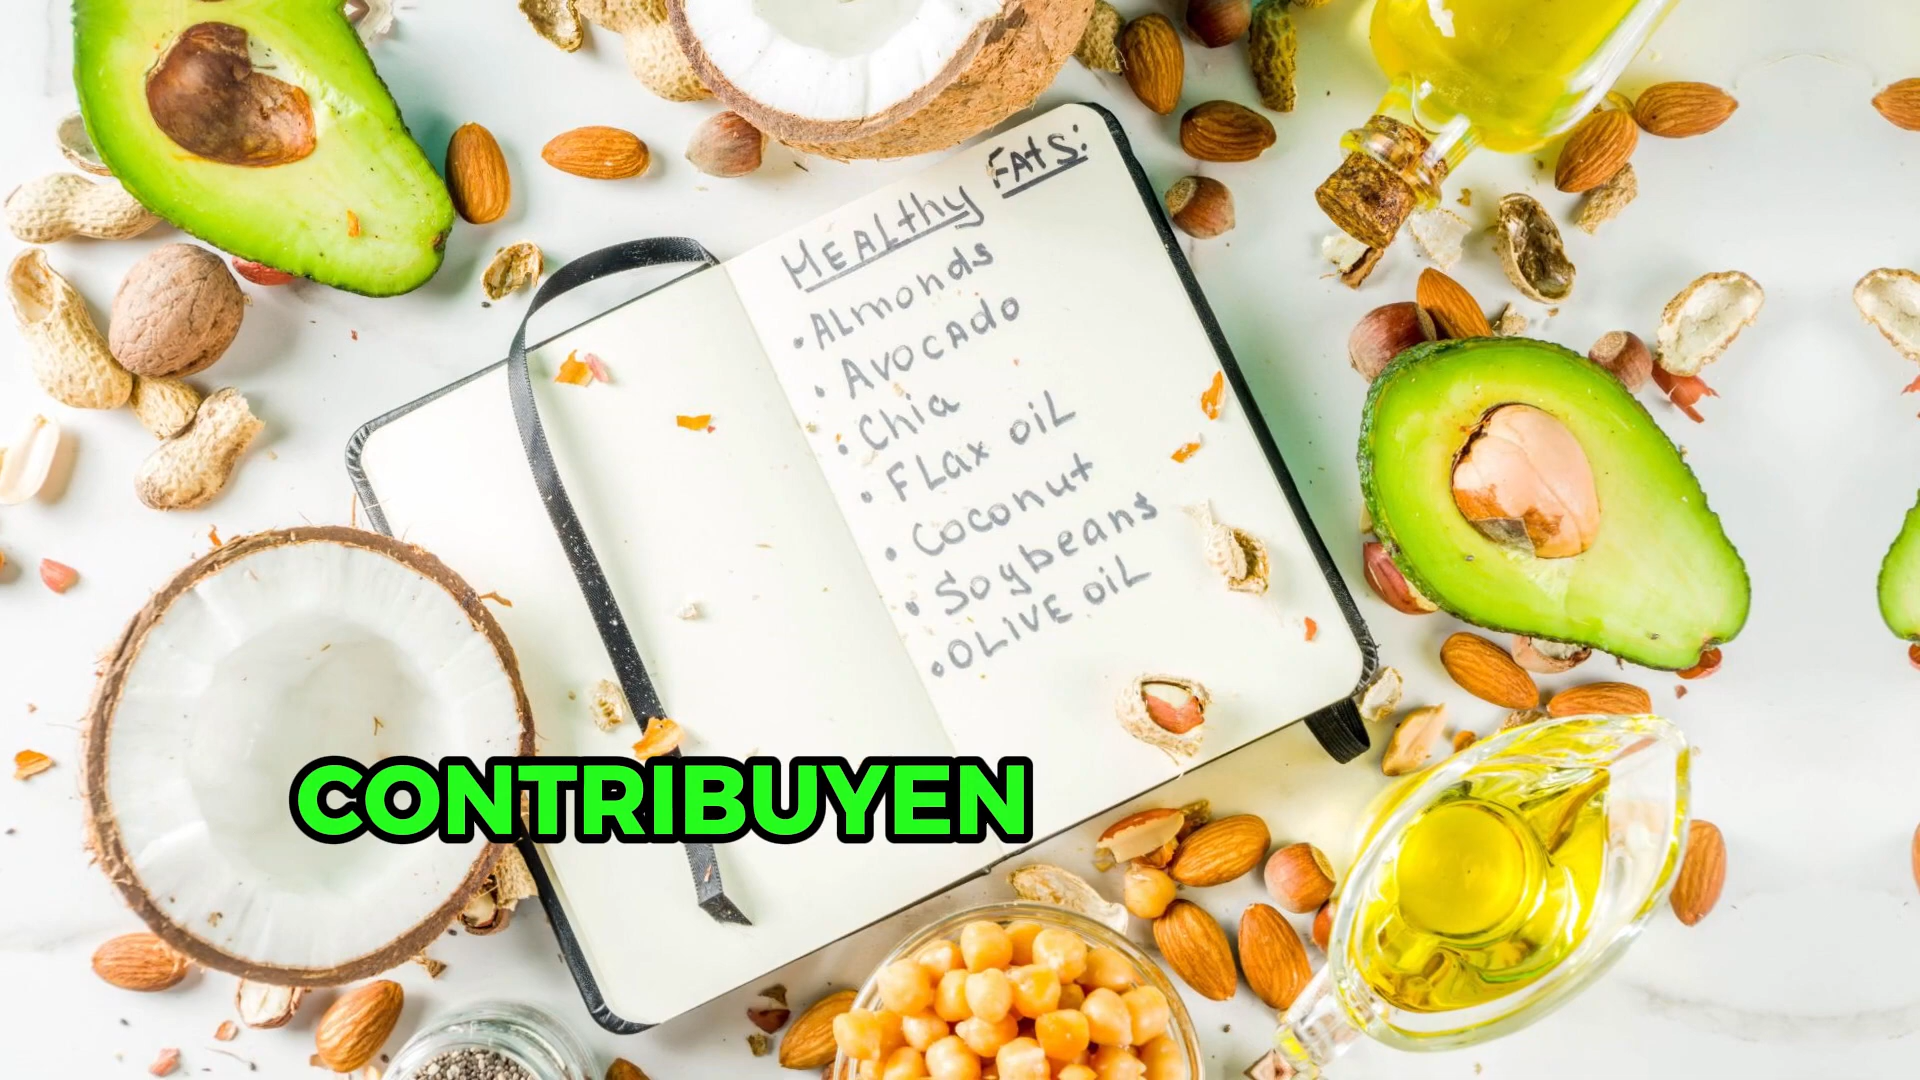 HEALthy FAtS:
• ALmonds
• AVOCAdo
• Chia
• FLax oiL
• Coconut
• Soybeans
• OLiVE oiL
CONTRIBUYEN